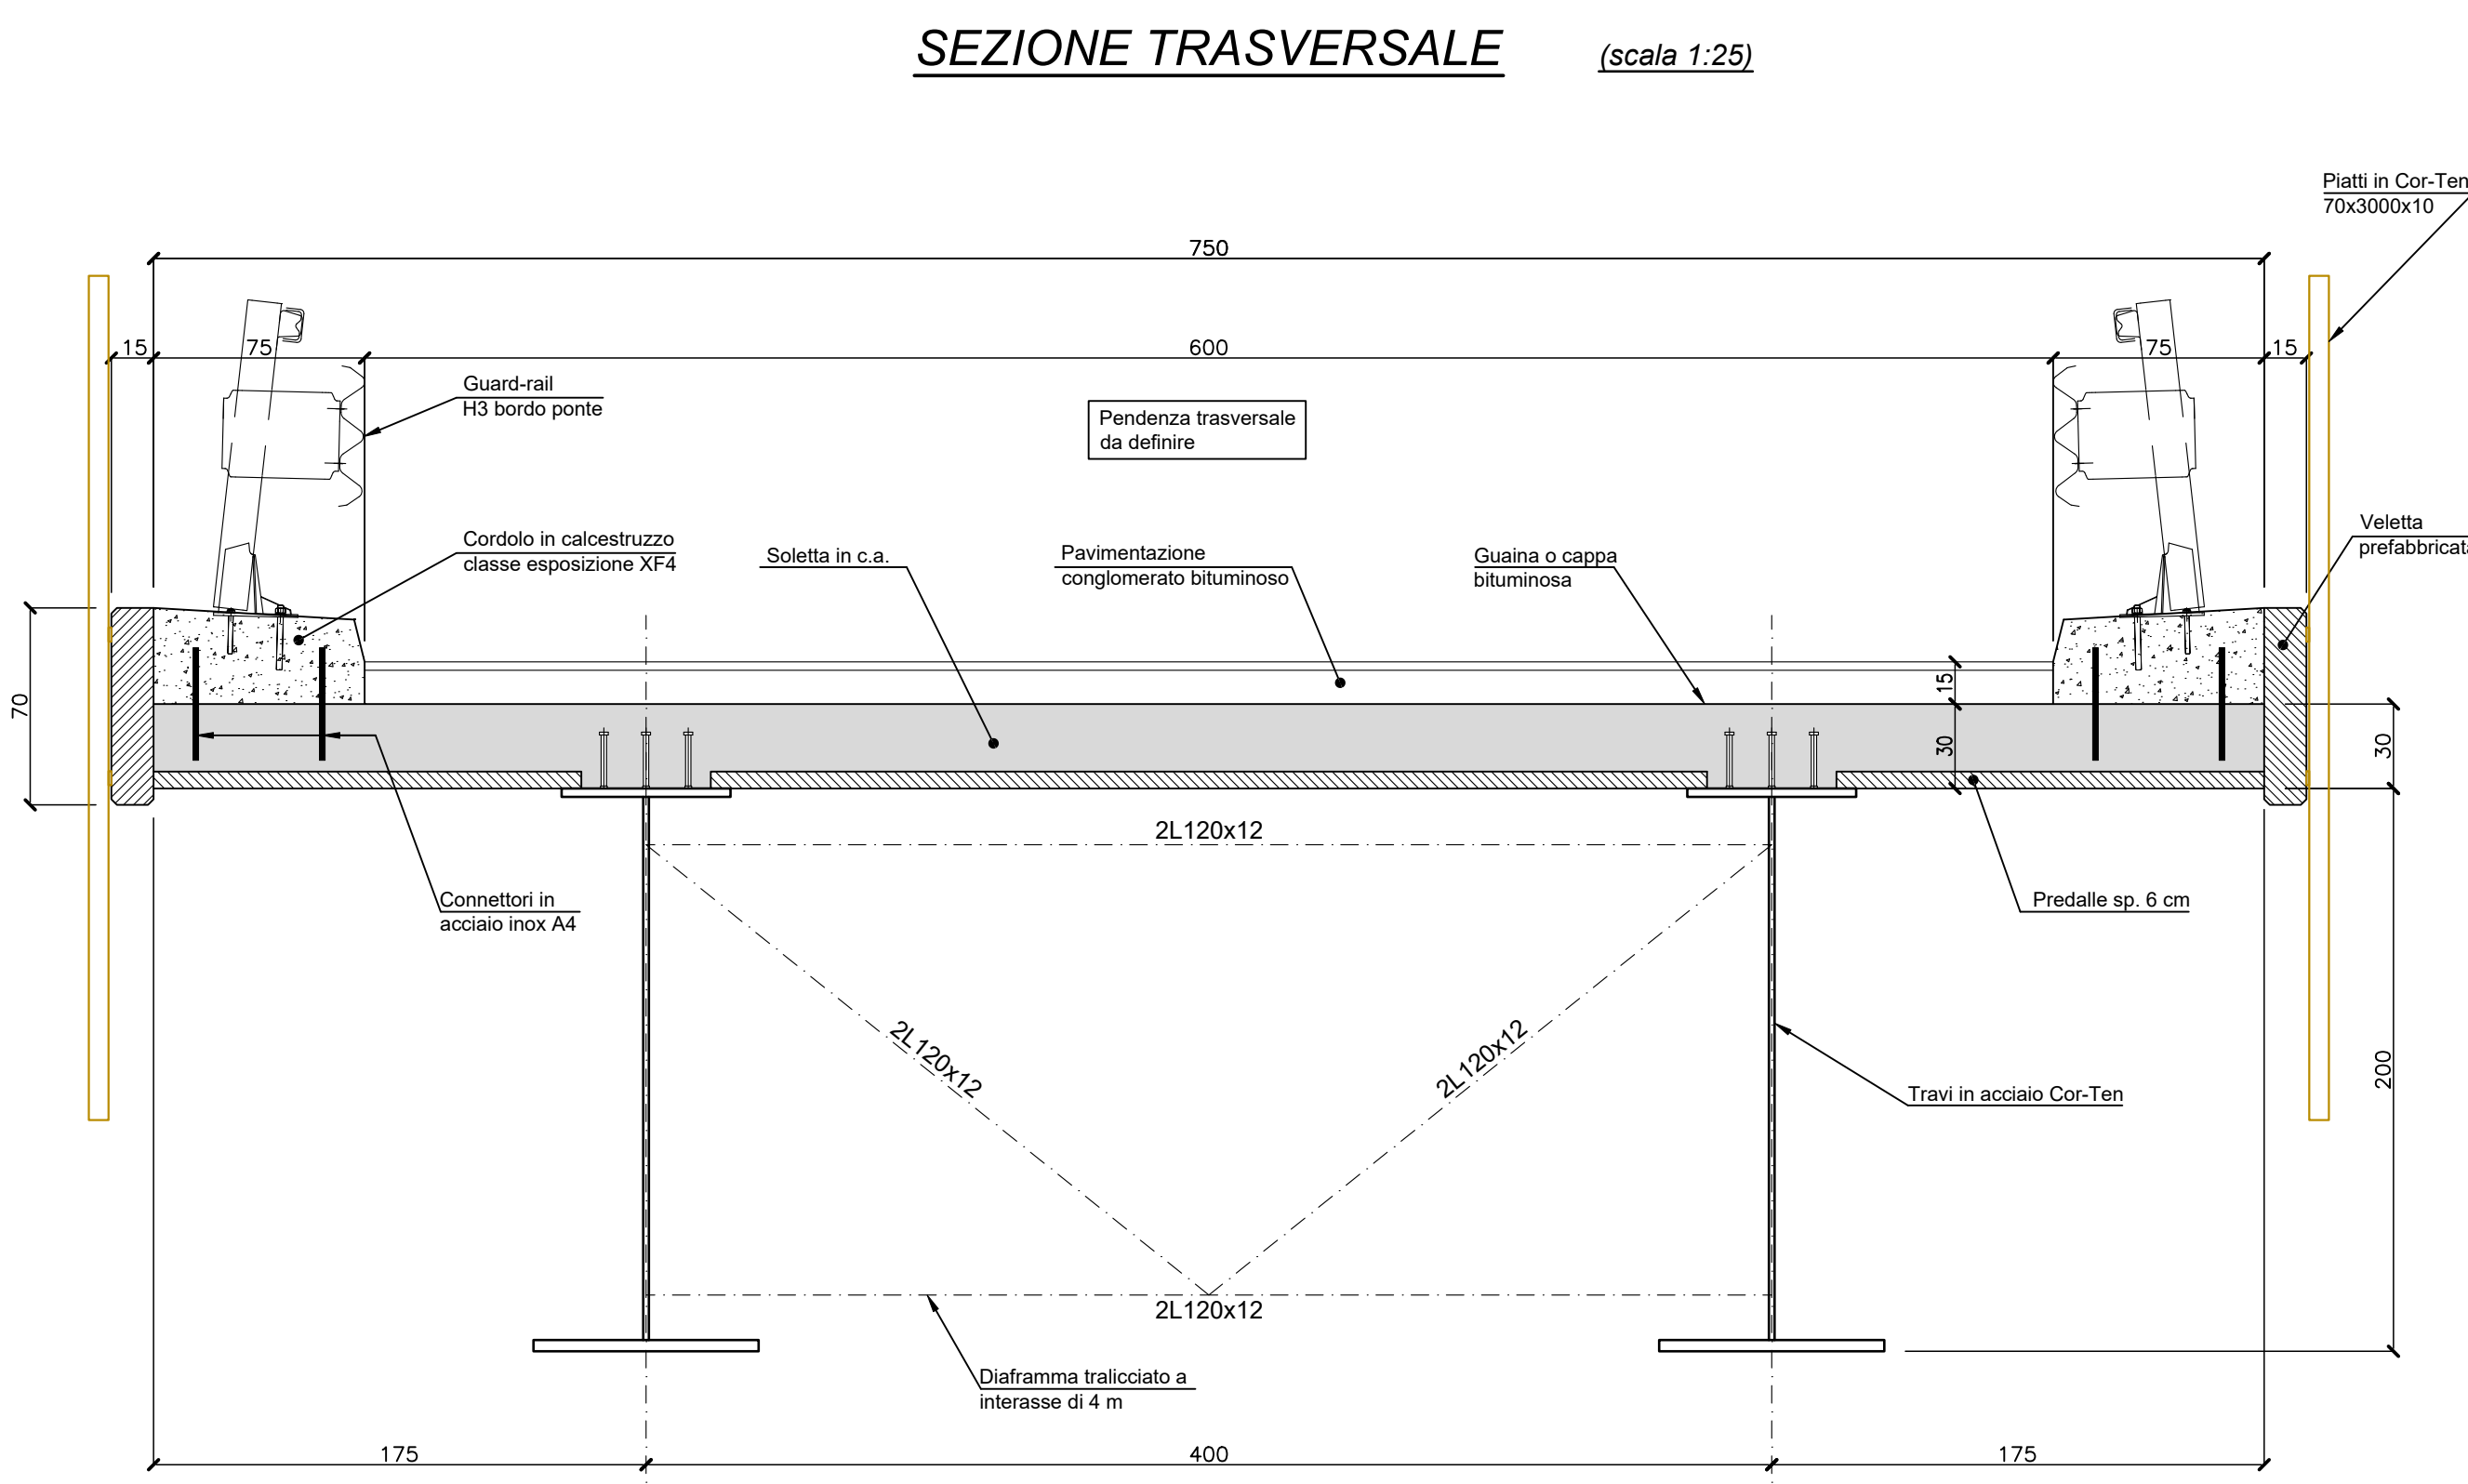 SEZIONE TRASVERSALE (scala 1:25)
Piatti in Cor-Ten
70x3000x10
750
15 75 600 75 15
Guard-rail
H3 bordo ponte
Pendenza trasversale
da definire
Cordolo in calcestruzzo
classe esposizione XF4
Soletta in c.a.
Pavimentazione
conglomerato bituminoso
Guaina o cappa
bituminosa
Veletta
prefabbricata
70
15
30
30
2L120x12
Connettori in
acciaio inox A4
Predalle sp. 6 cm
2L120x12
2L120x12
200
Travi in acciaio Cor-Ten
2L120x12
Diaframma tralicciato a
interasse di 4 m
175 400 175